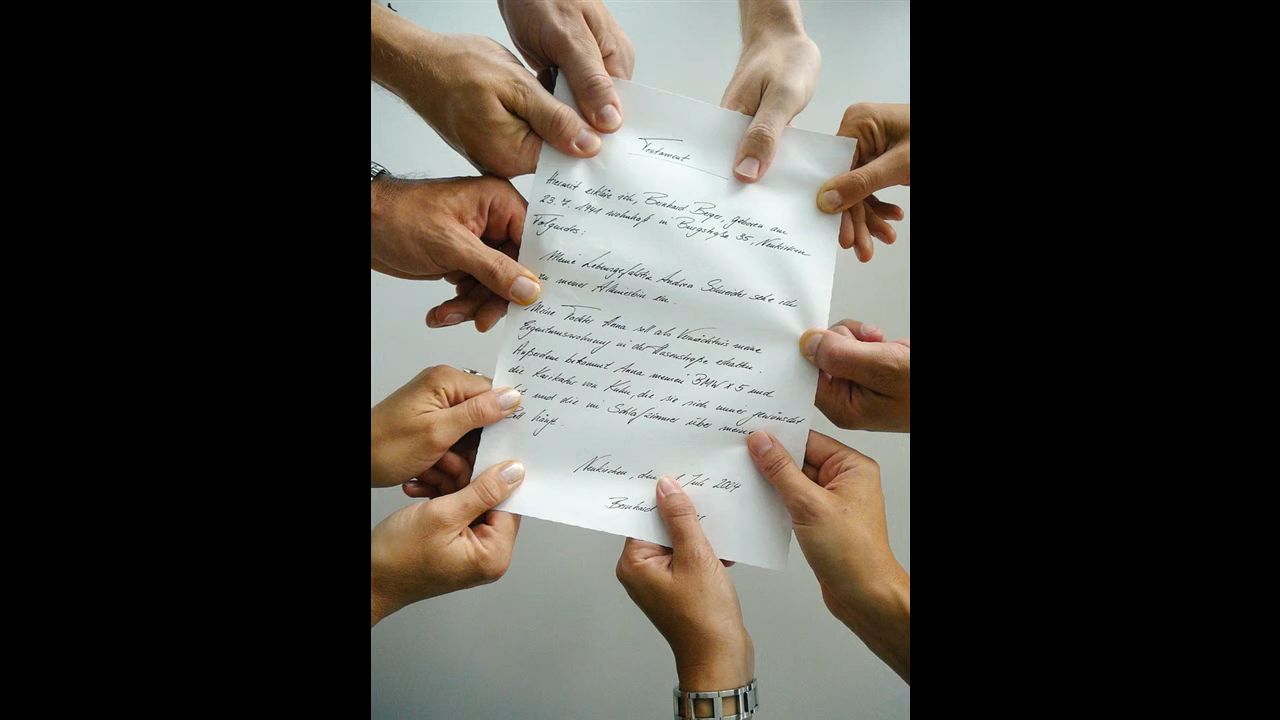 Testament
Hiermit erkläre ich, Bernhard Berger, geboren am
23. 7. 1941 wohnhaft in Burgstraße 35, Neukirchen
Folgendes:
Meine Lebensgefährtin Andrea Schneider setze ich
zu meiner Alleinerbin ein.
Meine Tochter Anna soll als Vermächtnis meine
Eigentumswohnung in der Hasenstraße erhalten.
Außerdem bekommt Anna meinen BMW X5 und
die Karikatur von Kuhn, die sie sich immer gewünscht
und die im Schlafzimmer über meinem
Bett hängt.
Neukirchen, den Juli 2004
Bernhard